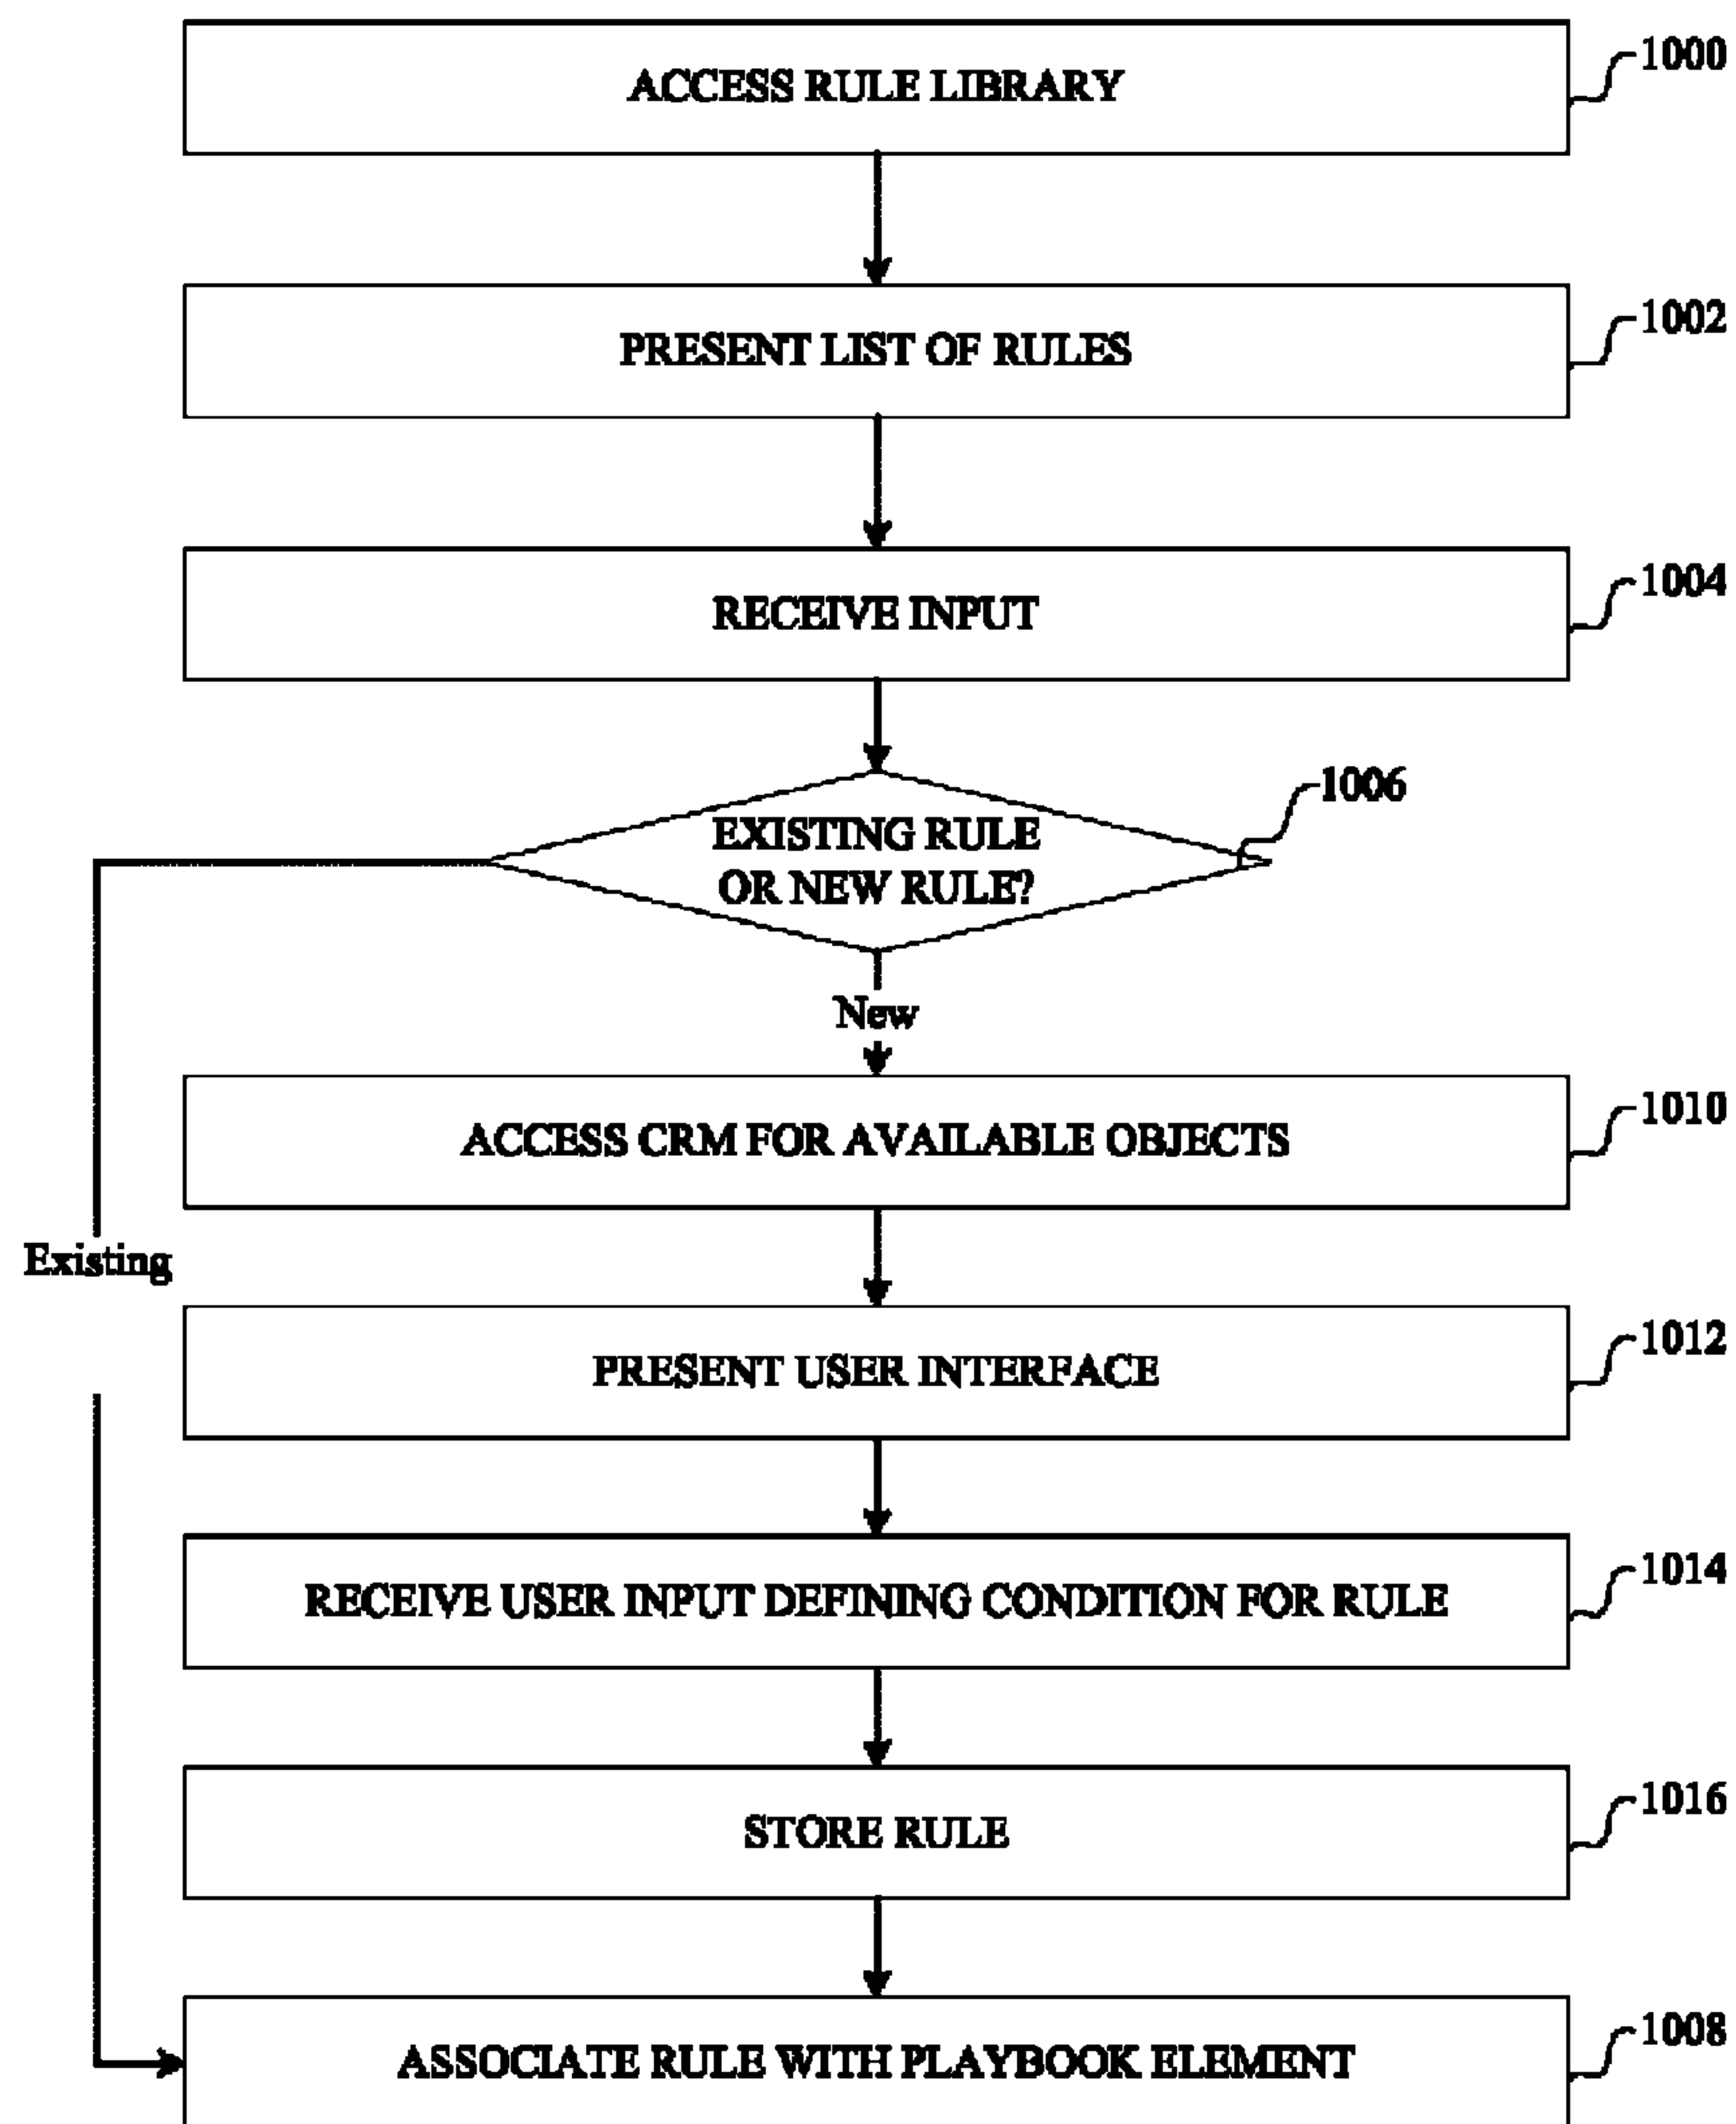 ACCESS RULE LIBRARY
1000
PRESENT LIST OF RULES
1002
RECEIVE INPUT
1004
EXISTING RULE
OR NEW RULE?
1006
New
ACCESS CRM FOR AVAILABLE OBJECTS
1010
Existing
PRESENT USER INTERFACE
1012
RECEIVE USER INPUT DEFINING CONDITION FOR RULE
1014
STORE RULE
1016
ASSOCIATE RULE WITH PLAYBOOK ELEMENT
1008